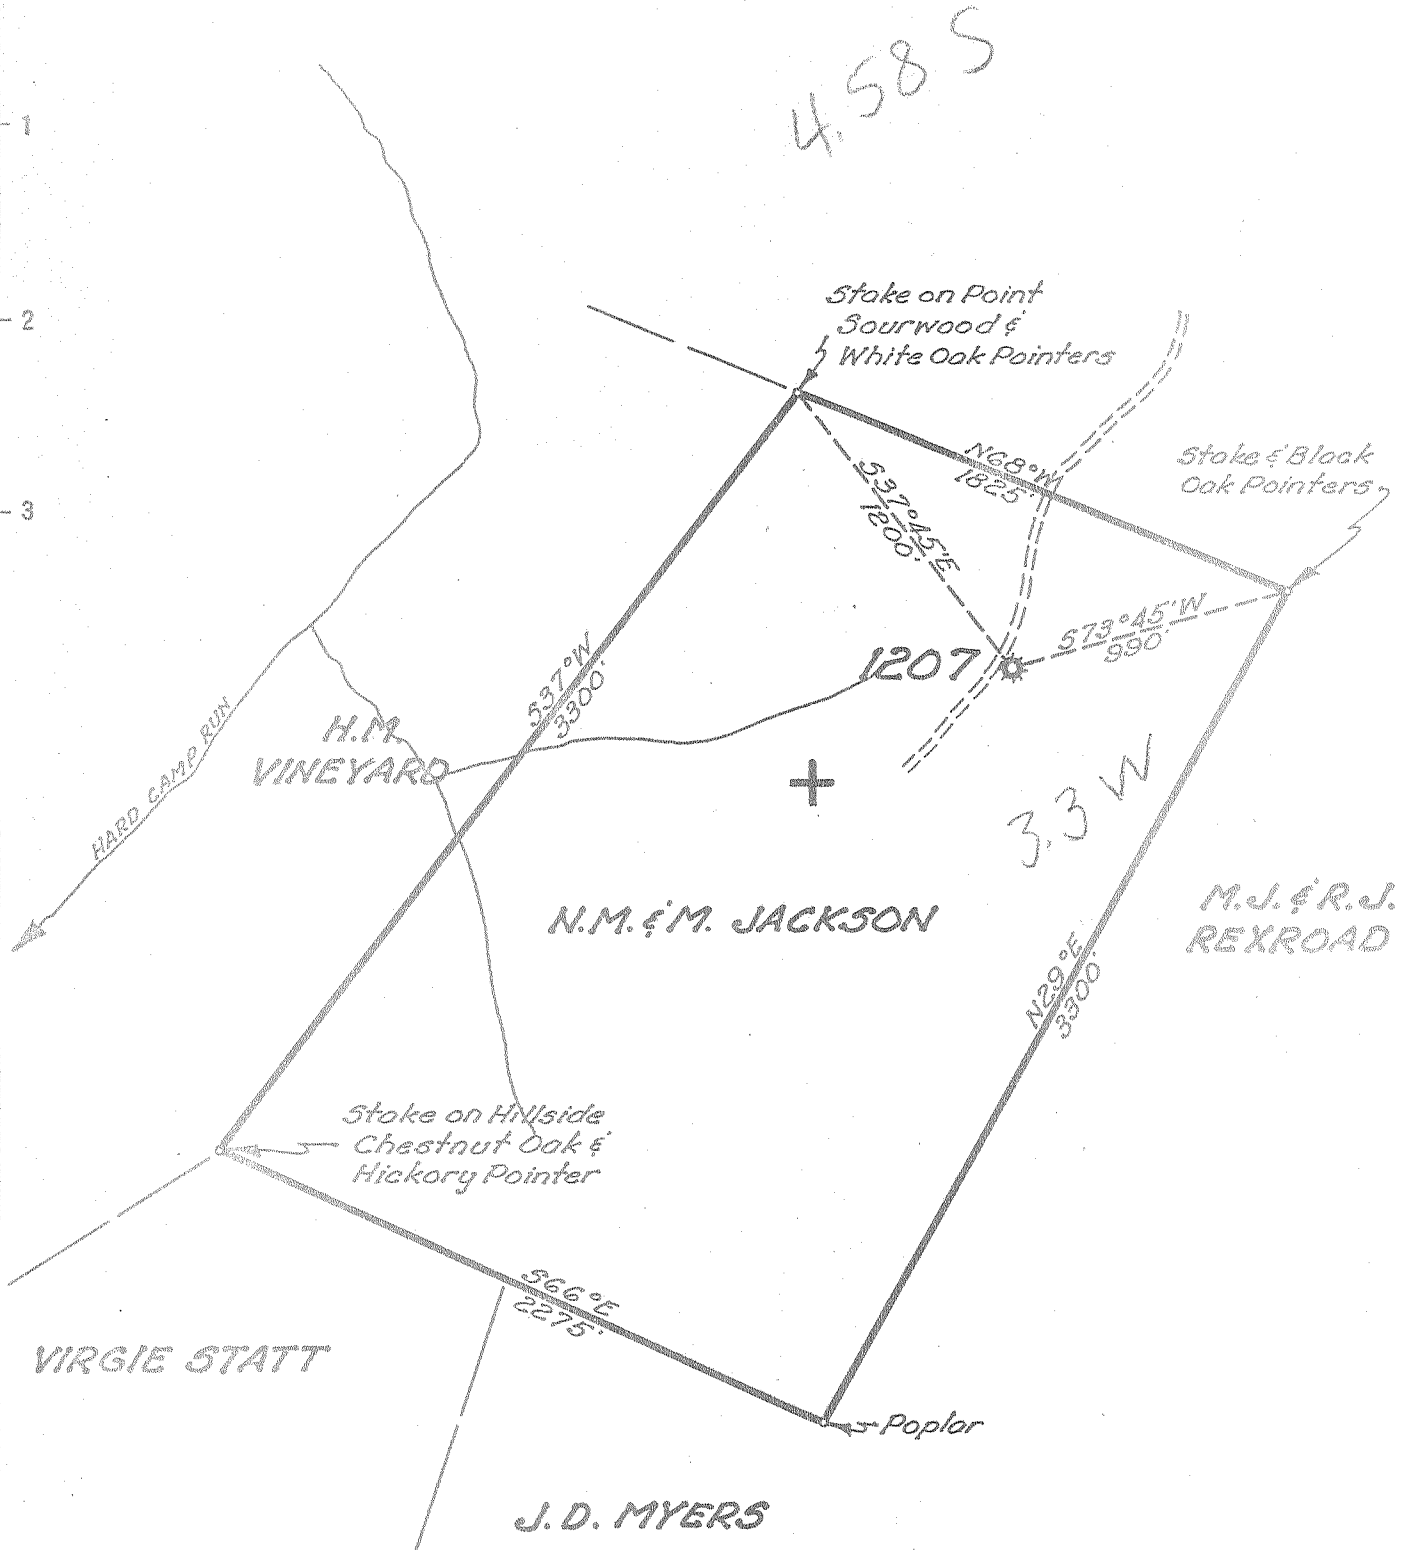 4.58 S
1
2
3
Stake on Point
Sourwood &
White Oak Pointers
N68°W
1825'
Stake & Black
Oak Pointers
S37°45'E
1200'
S73°45'W
990'
1207
S37°W
3300'
H.M.
VINEYARD
HARD CAMP RUN
3.3 W
N.M. & M. JACKSON
M.J. & R.J.
REXROAD
N29°E
3300'
Stake on Hillside
Chestnut Oak &
Hickory Pointer
S66°E
2275'
VIRGIE STATT
Poplar
J.D. MYERS